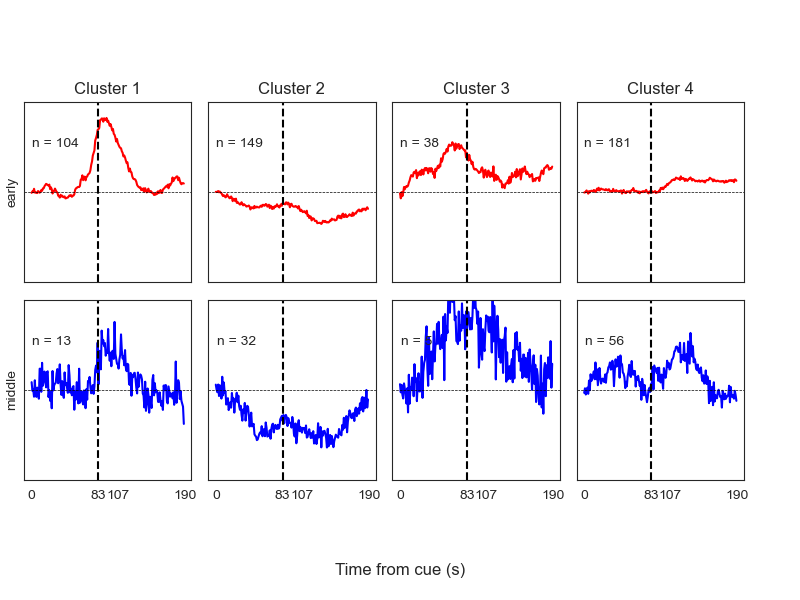 Cluster 1 Cluster 2 Cluster 3 Cluster 4
early
n = 104 n = 149 n = 38 n = 181
middle
n = 13 n = 32 n = n = 56
0 83 107 190 0 83 107 190 0 83 107 190 0 83 107 190
Time from cue (s)